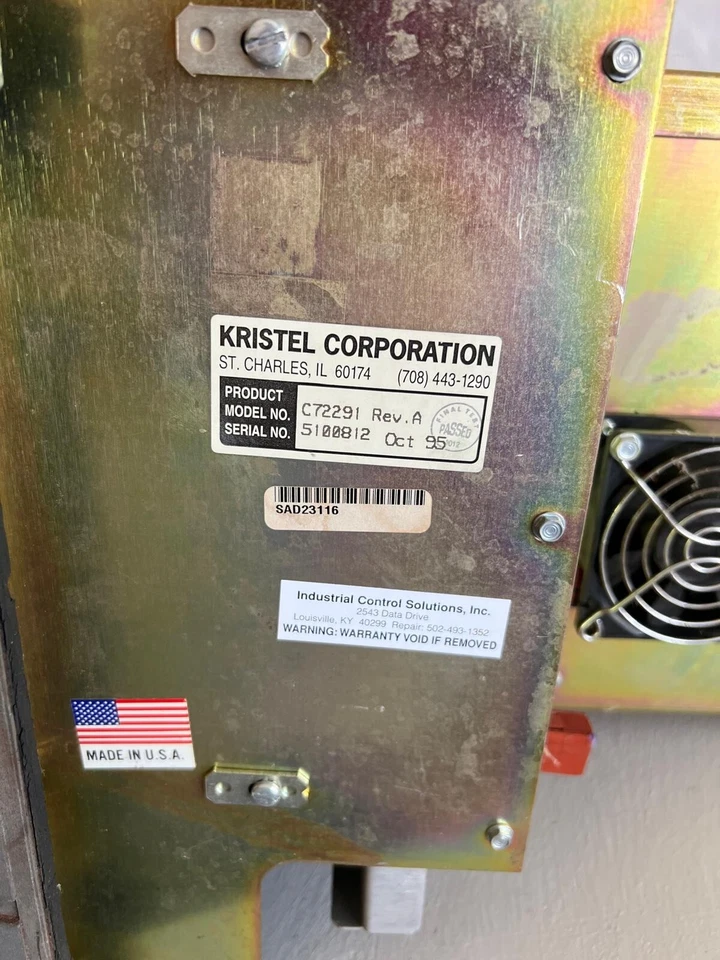 KRISTEL CORPORATION
ST. CHARLES, IL 60174 (708) 443-1290
PRODUCT
MODEL NO. C72291 Rev.A
SERIAL NO. 5100812 Oct 95
FINAL TEST
PASSED
SAD23116
Industrial Control Solutions, Inc.
2543 Data Drive
Louisville, KY 40299 Repair: 502-493-1352
WARNING: WARRANTY VOID IF REMOVED
MADE IN U.S.A.